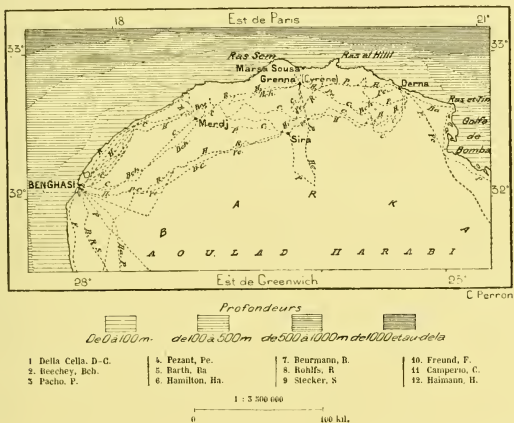 18 Est de Paris 21°
33° 33°
Ras Sem Ras al Hilil
Marsa Sousa
Grenna (Cyrène) Derna
Ras et-Tin
Merdj
Golfe
de
Bomba
Sira
BENGHASI
32° 32°
B A R K A
AOULAD HARABI
28° Est de Greenwich 25°
C Perron
Profondeurs
De 0 à 100 m. de 100 à 500 m. de 500 à 1000 m de 1000 et au-dela
1 Della Cella. D-C. 4. Pezant, Pe. 7. Beurmann, B. 10. Freund, F.
2. Beechey, Bch. 5. Barth, Ba 8. Rohlfs, R 11 Camperio, C.
3 Pacho, P. 6. Hamilton, Ha. 9 Stecker, S 12. Haimann, H.
1 : 3 500 000
0 100 kil.